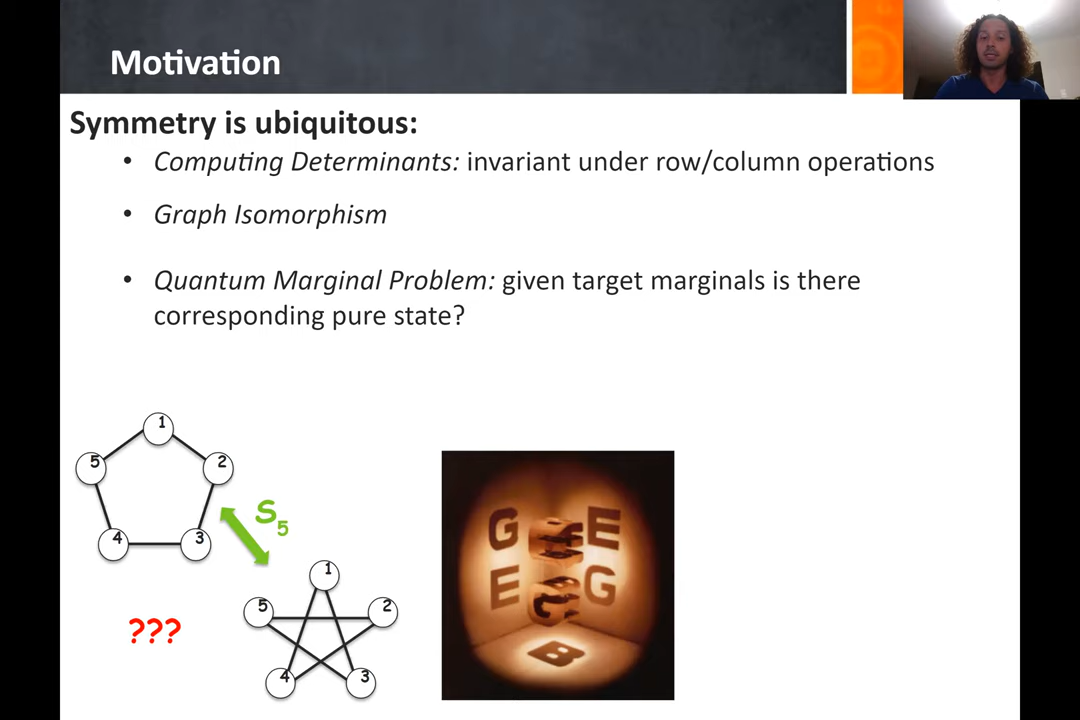 Motivation
Symmetry is ubiquitous:
• Computing Determinants: invariant under row/column operations
• Graph Isomorphism
• Quantum Marginal Problem: given target marginals is there
corresponding pure state?
1
5
2
4
3
S5
1
5
2
4
3
???
G E
E G
B